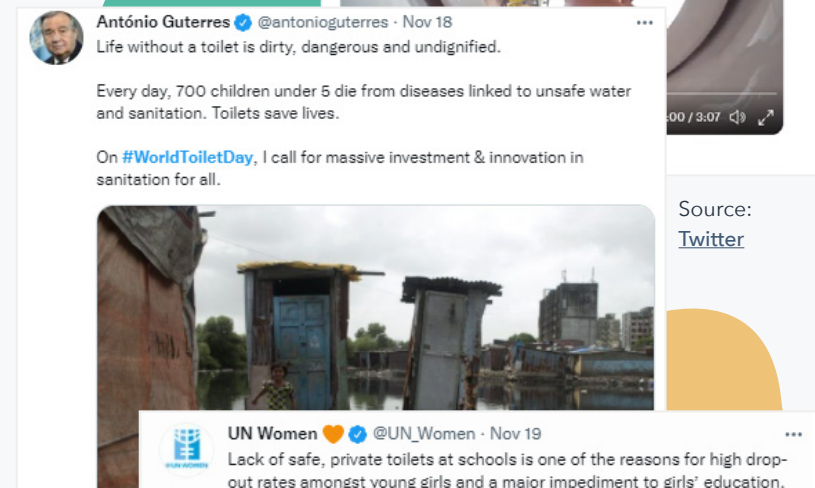 António Guterres @antonioguterres · Nov 18
Life without a toilet is dirty, dangerous and undignified.
Every day, 700 children under 5 die from diseases linked to unsafe water
and sanitation. Toilets save lives.
On #WorldToiletDay, I call for massive investment & innovation in
sanitation for all.
:00 / 3:07
Source:
Twitter
UN Women 🧡 @UN_Women · Nov 19
UN WOMEN
Lack of safe, private toilets at schools is one of the reasons for high drop-
out rates amongst young girls and a major impediment to girls' education.